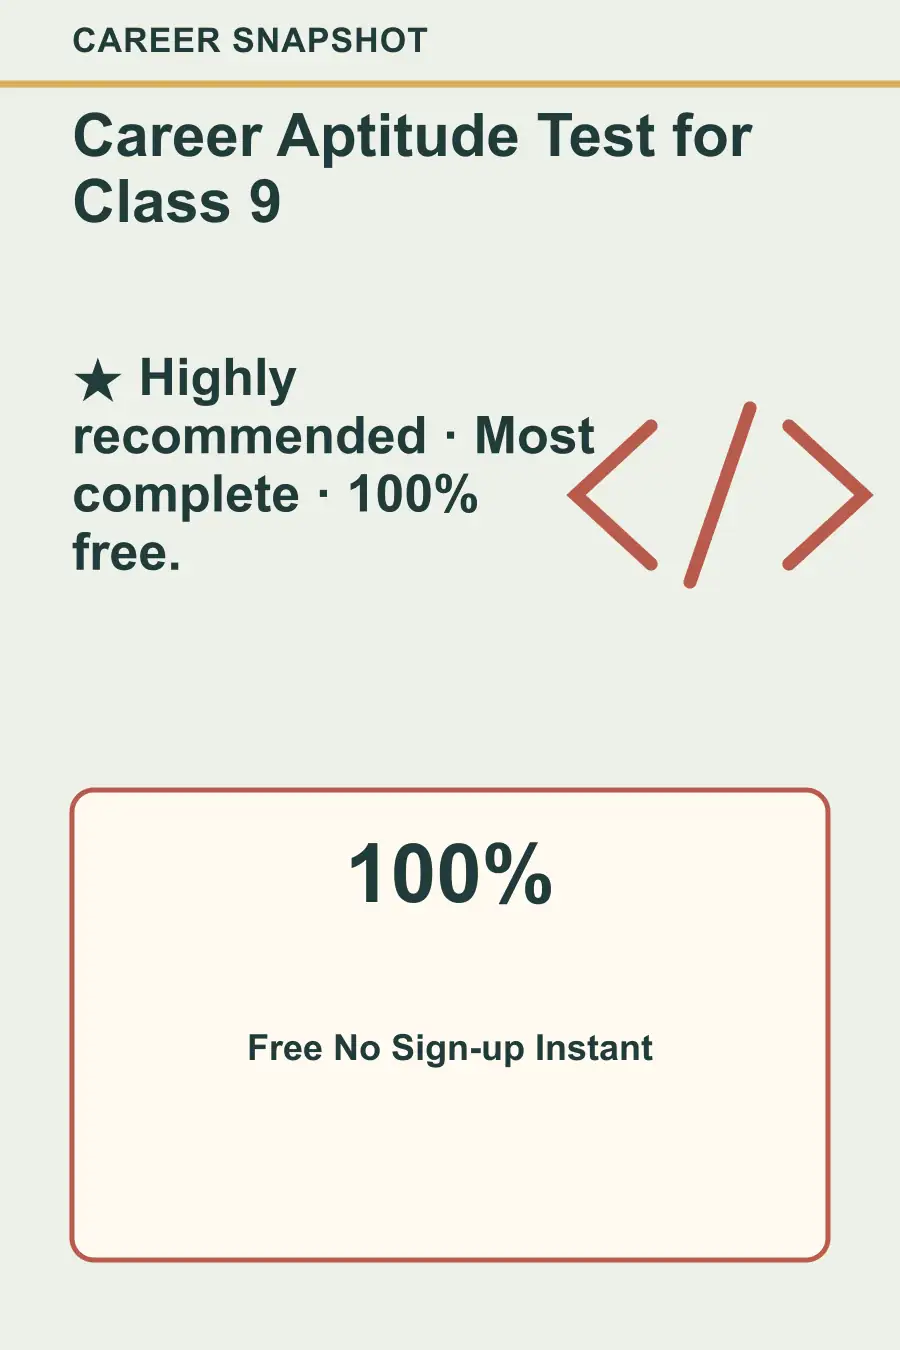 CAREER SNAPSHOT
Career Aptitude Test for
Class 9
★ Highly
recommended · Most
complete · 100%
free.
100%
Free No Sign-up Instant